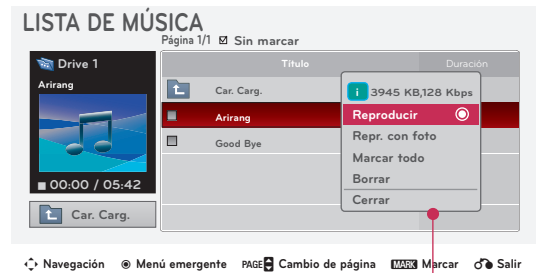 LISTA DE MÚSICA
Página 1/1 Sin marcar
Drive 1
Arirang
00:00 / 05:42
Car. Carg.
Título Duración
Car. Carg.
Arirang
Good Bye
i 3945 KB,128 Kbps
Reproducir
Repr. con foto
Marcar todo
Borrar
Cerrar
Navegación Menú emergente PAGE Cambio de página MARK Marcar Salir